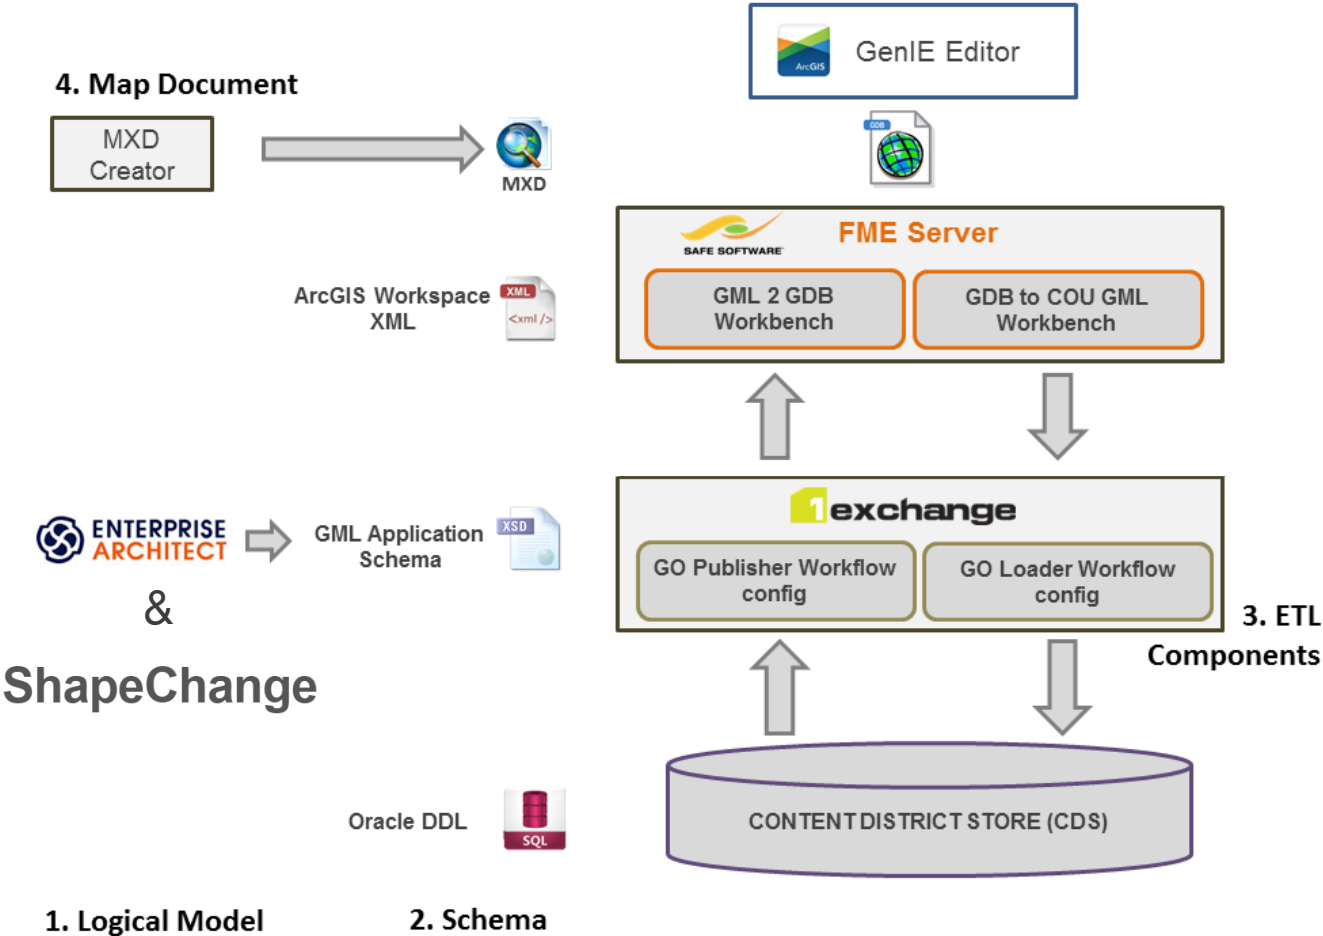 GenIE Editor
ArcGIS
4. Map Document
MXD
Creator
MXD
GDB
SAFE SOFTWARE
FME Server
GML 2 GDB
Workbench
GDB to COU GML
Workbench
ArcGIS Workspace
XML
XML
<xml />
1exchange
GO Publisher Workflow
config
GO Loader Workflow
config
ENTERPRISE
ARCHITECT
GML Application
Schema
XSD
&
ShapeChange
3. ETL
Components
Oracle DDL
SQL
CONTENT DISTRICT STORE (CDS)
1. Logical Model
2. Schema